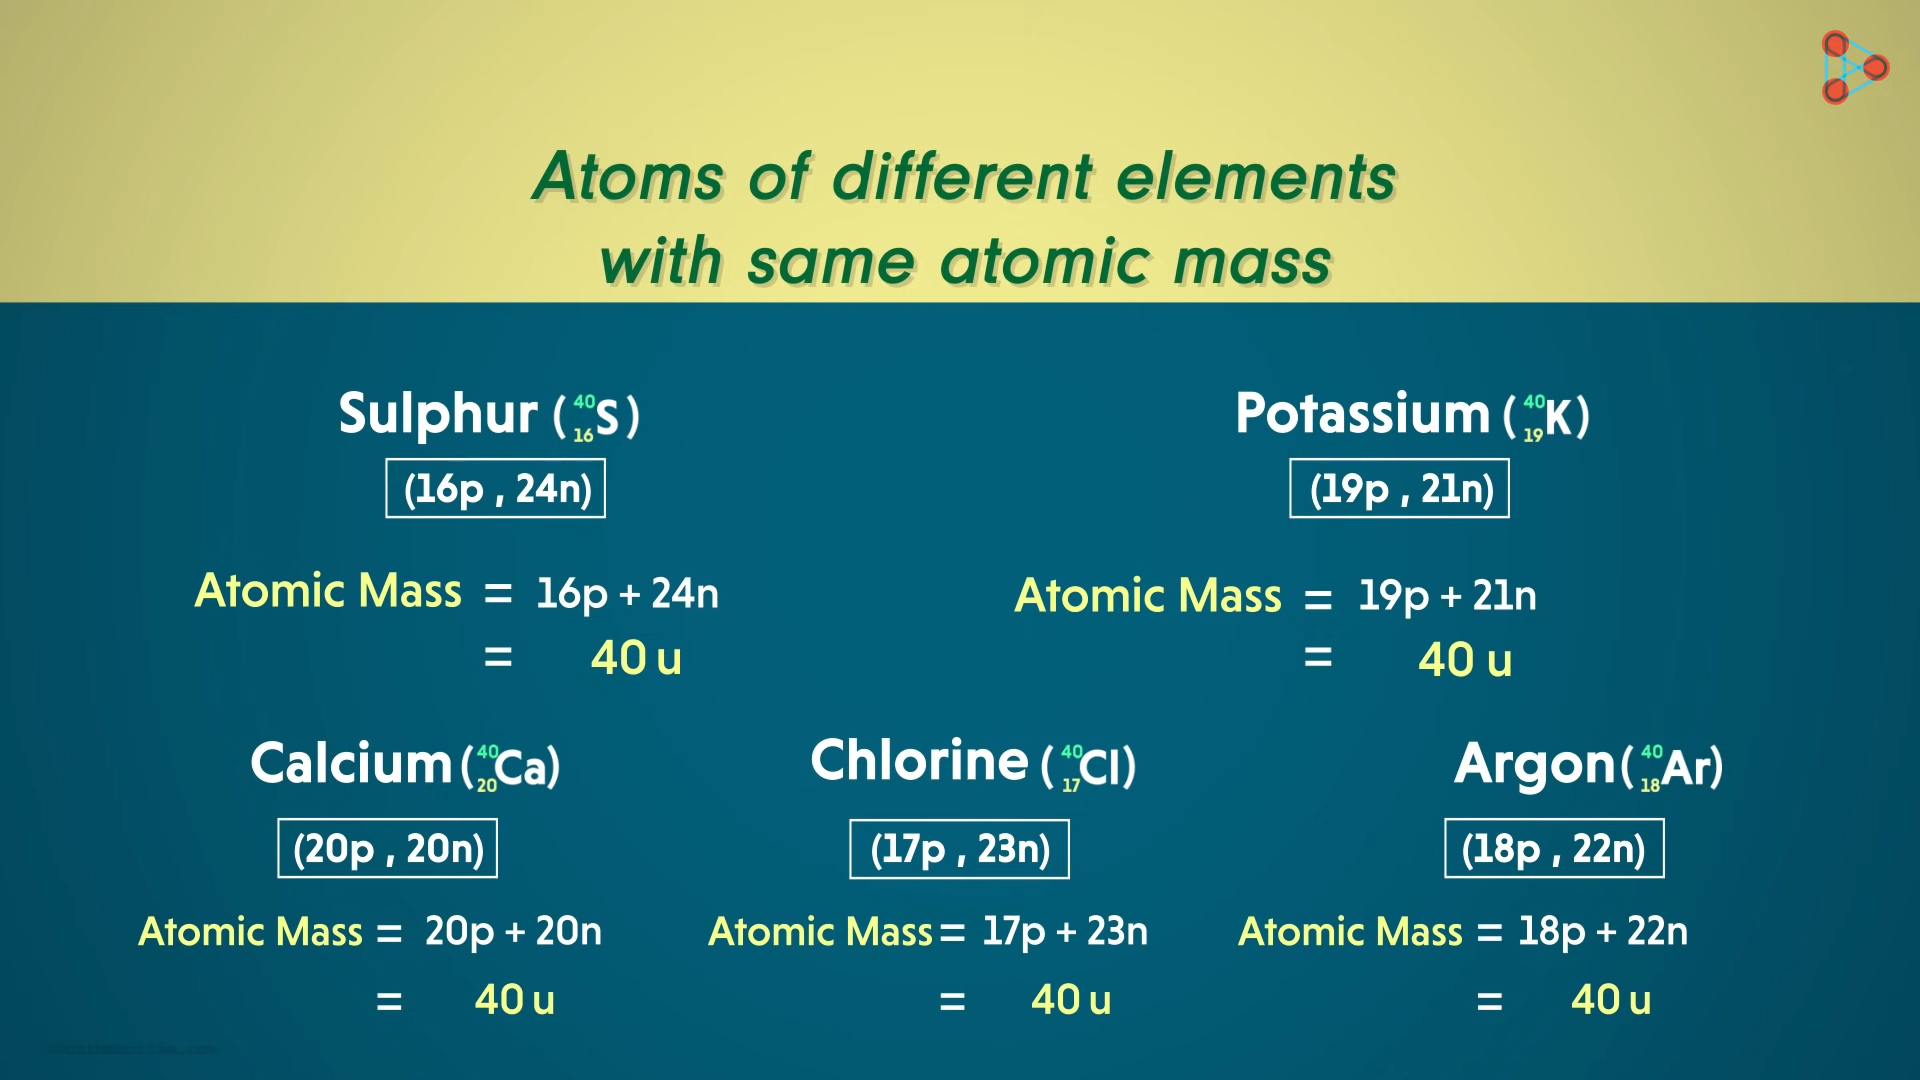 Atoms of different elements
with same atomic mass
Sulphur ( ⁴⁰₁₆S )
(16p , 24n)
Atomic Mass = 16p + 24n
= 40 u
Potassium ( ⁴⁰₁₉K )
(19p , 21n)
Atomic Mass = 19p + 21n
= 40 u
Calcium ( ⁴⁰₂₀Ca )
(20p , 20n)
Atomic Mass = 20p + 20n
= 40 u
Chlorine ( ⁴⁰₁₇Cl )
(17p , 23n)
Atomic Mass = 17p + 23n
= 40 u
Argon ( ⁴⁰₁₈Ar )
(18p , 22n)
Atomic Mass = 18p + 22n
= 40 u